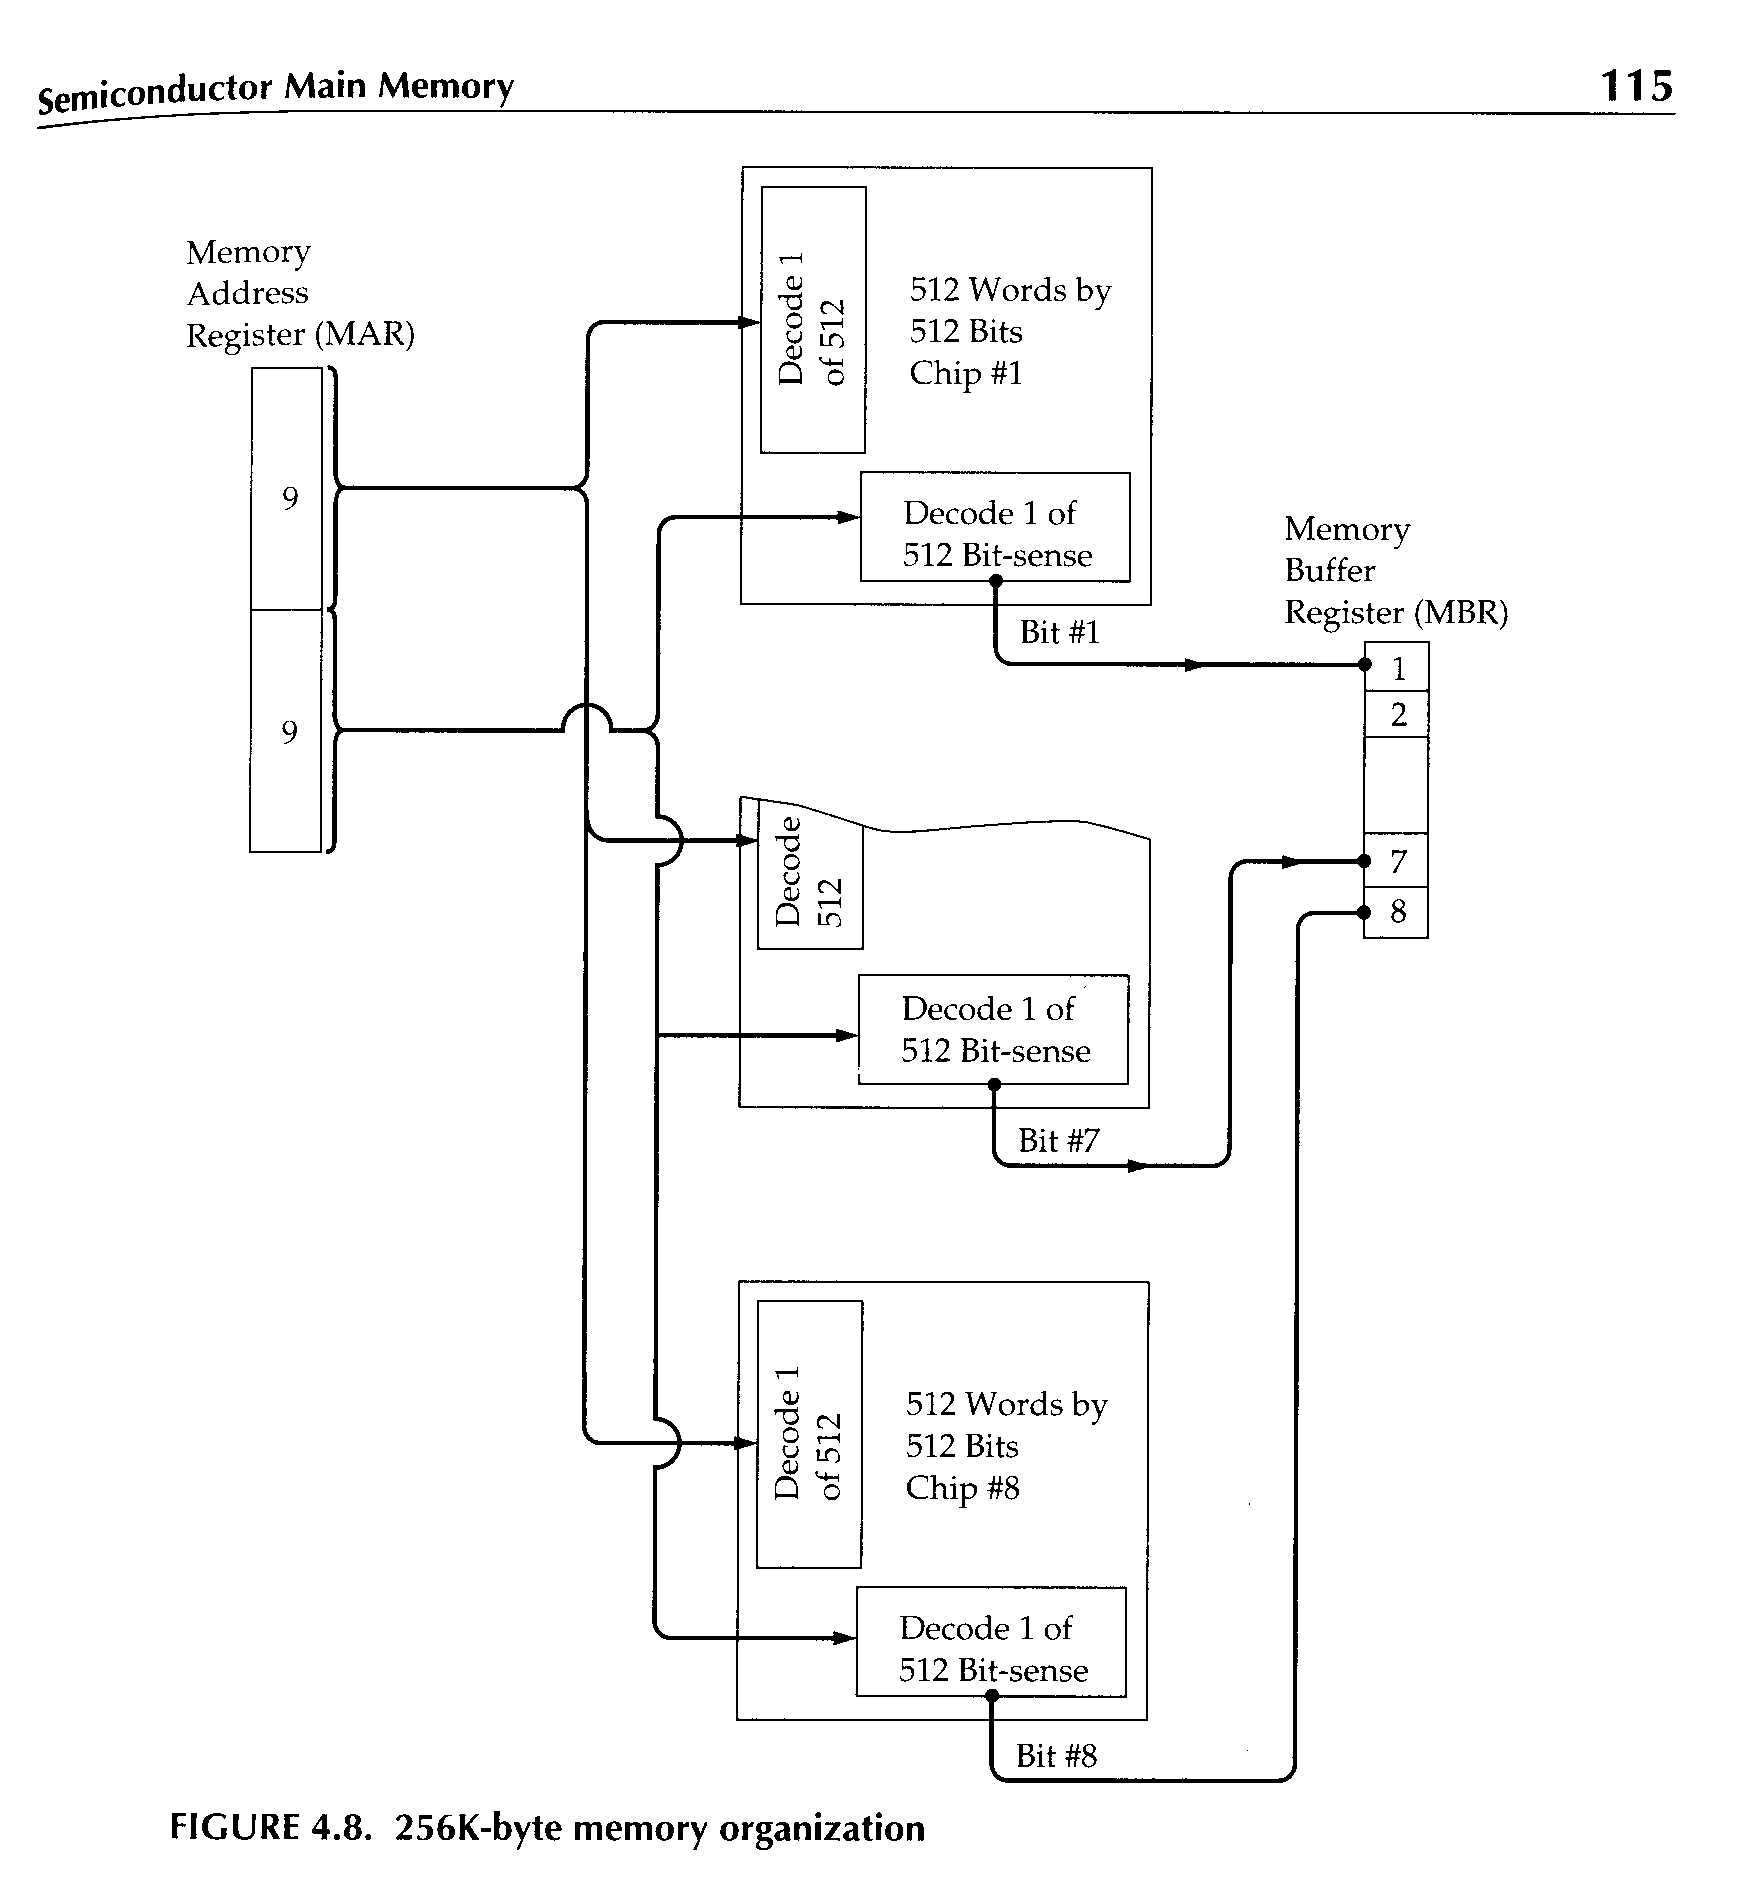 Semiconductor Main Memory
115
Memory
Address
Register (MAR)
9
9
Decode 1
of 512
512 Words by
512 Bits
Chip #1
Decode 1 of
512 Bit-sense
Bit #1
Memory
Buffer
Register (MBR)
1
2
7
8
Decode
512
Decode 1 of
512 Bit-sense
Bit #7
Decode 1
of 512
512 Words by
512 Bits
Chip #8
Decode 1 of
512 Bit-sense
Bit #8
FIGURE 4.8. 256K-byte memory organization